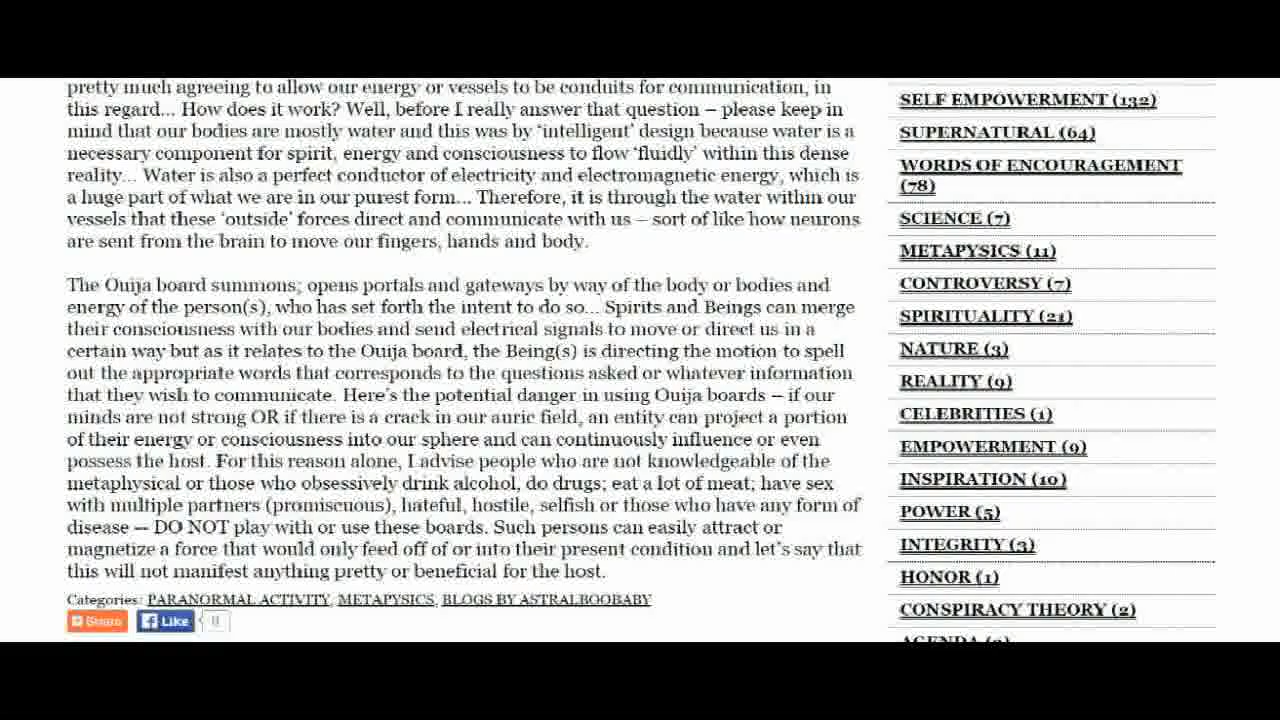 pretty much agreeing to allow our energy or vessels to be conduits for communication, in
this regard... How does it work? Well, before I really answer that question – please keep in
mind that our bodies are mostly water and this was by ‘intelligent’ design because water is a
necessary component for spirit, energy and consciousness to flow ‘fluidly’ within this dense
reality... Water is also a perfect conductor of electricity and electromagnetic energy, which is
a huge part of what we are in our purest form... Therefore, it is through the water within our
vessels that these ‘outside’ forces direct and communicate with us – sort of like how neurons
are sent from the brain to move our fingers, hands and body.
The Ouija board summons; opens portals and gateways by way of the body or bodies and
energy of the person(s), who has set forth the intent to do so... Spirits and Beings can merge
their consciousness with our bodies and send electrical signals to move or direct us in a
certain way but as it relates to the Ouija board, the Being(s) is directing the motion to spell
out the appropriate words that corresponds to the questions asked or whatever information
that they wish to communicate. Here’s the potential danger in using Ouija boards – if our
minds are not strong OR if there is a crack in our auric field, an entity can project a portion
of their energy or consciousness into our sphere and can continuously influence or even
possess the host. For this reason alone, I advise people who are not knowledgeable of the
metaphysical or those who obsessively drink alcohol, do drugs; eat a lot of meat; have sex
with multiple partners (promiscuous), hateful, hostile, selfish or those who have any form of
disease -- DO NOT play with or use these boards. Such persons can easily attract or
magnetize a force that would only feed off of or into their present condition and let’s say that
this will not manifest anything pretty or beneficial for the host.
Categories: PARANORMAL ACTIVITY, METAPYSICS, BLOGS BY ASTRALBOOBABY
Share Like 8
SELF EMPOWERMENT (132)
SUPERNATURAL (64)
WORDS OF ENCOURAGEMENT
(78)
SCIENCE (7)
METAPYSICS (11)
CONTROVERSY (7)
SPIRITUALITY (21)
NATURE (3)
REALITY (9)
CELEBRITIES (1)
EMPOWERMENT (9)
INSPIRATION (10)
POWER (5)
INTEGRITY (3)
HONOR (1)
CONSPIRACY THEORY (2)
AGENDA